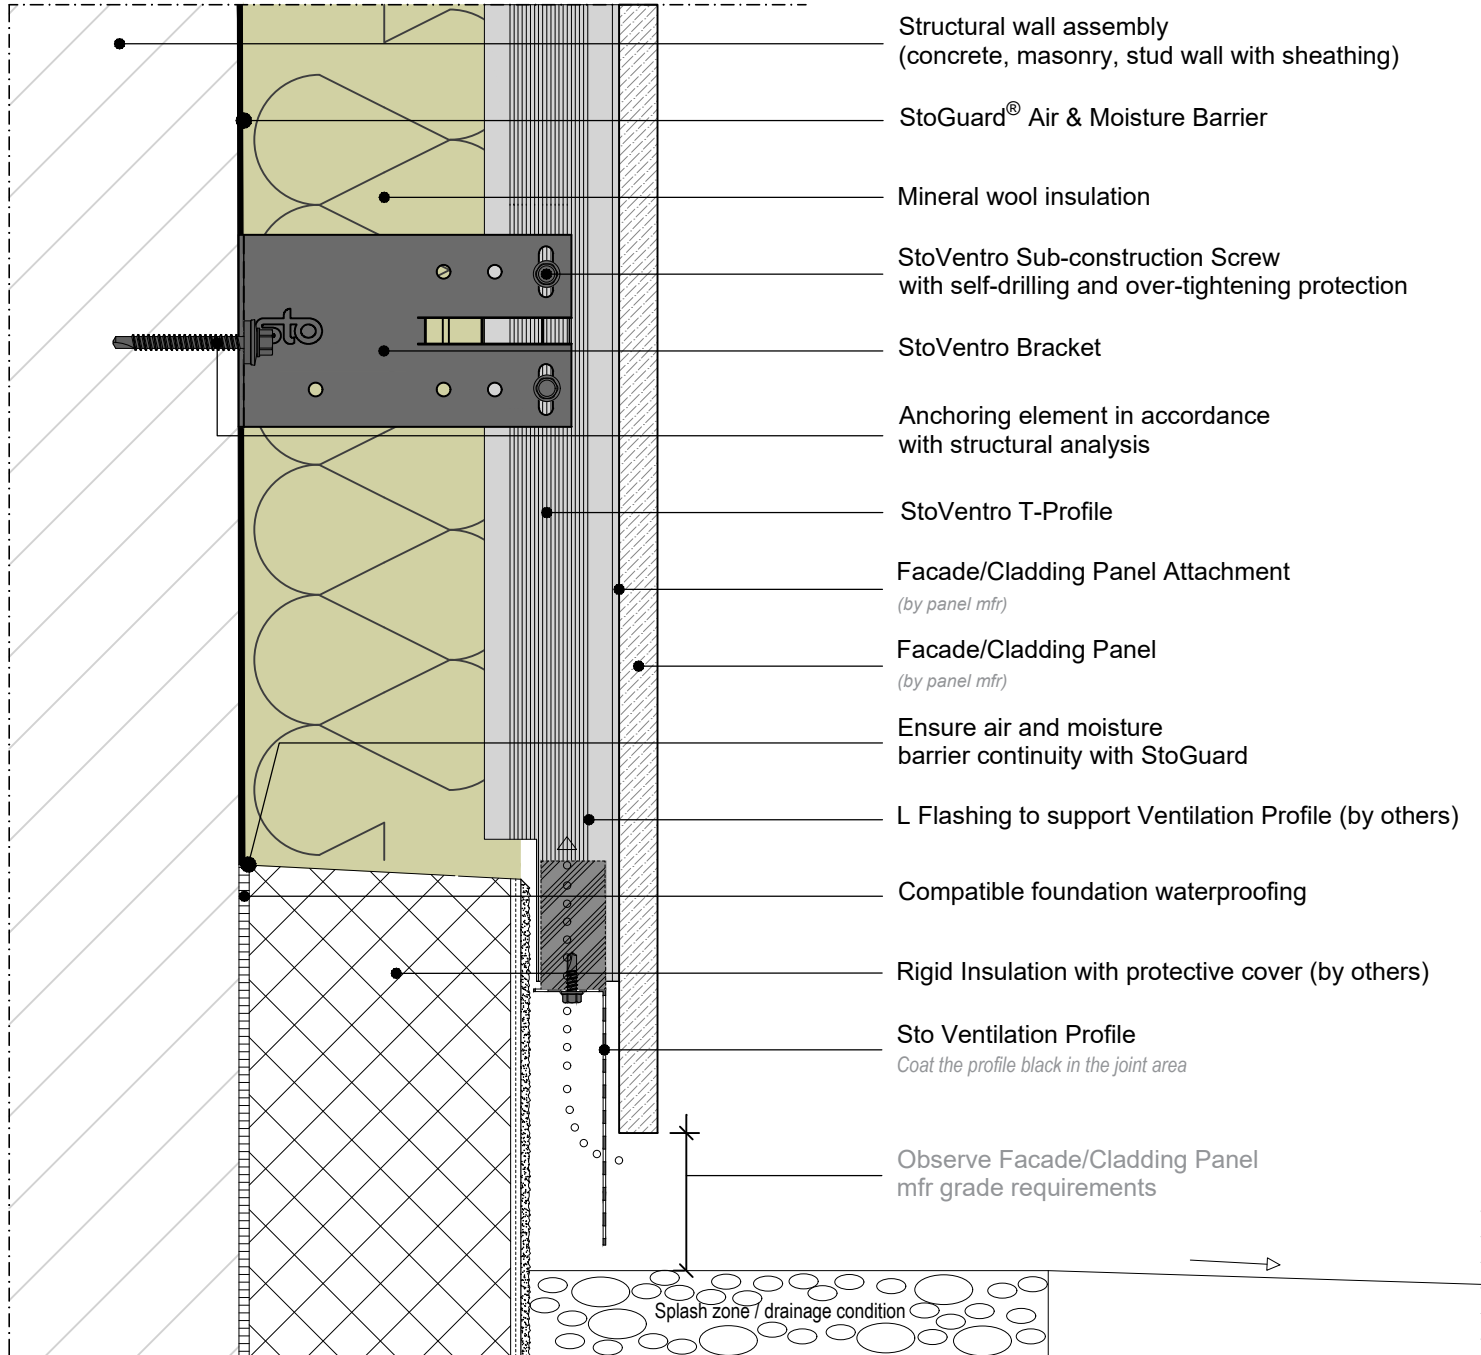 Structural wall assembly
(concrete, masonry, stud wall with sheathing)
StoGuard® Air & Moisture Barrier
Mineral wool insulation
StoVentro Sub-construction Screw
with self-drilling and over-tightening protection
sto
StoVentro Bracket
Anchoring element in accordance
with structural analysis
StoVentro T-Profile
Facade/Cladding Panel Attachment
(by panel mfr)
Facade/Cladding Panel
(by panel mfr)
Ensure air and moisture
barrier continuity with StoGuard
L Flashing to support Ventilation Profile (by others)
Compatible foundation waterproofing
Rigid Insulation with protective cover (by others)
Sto Ventilation Profile
Coat the profile black in the joint area
Observe Facade/Cladding Panel
mfr grade requirements
Splash zone / drainage condition